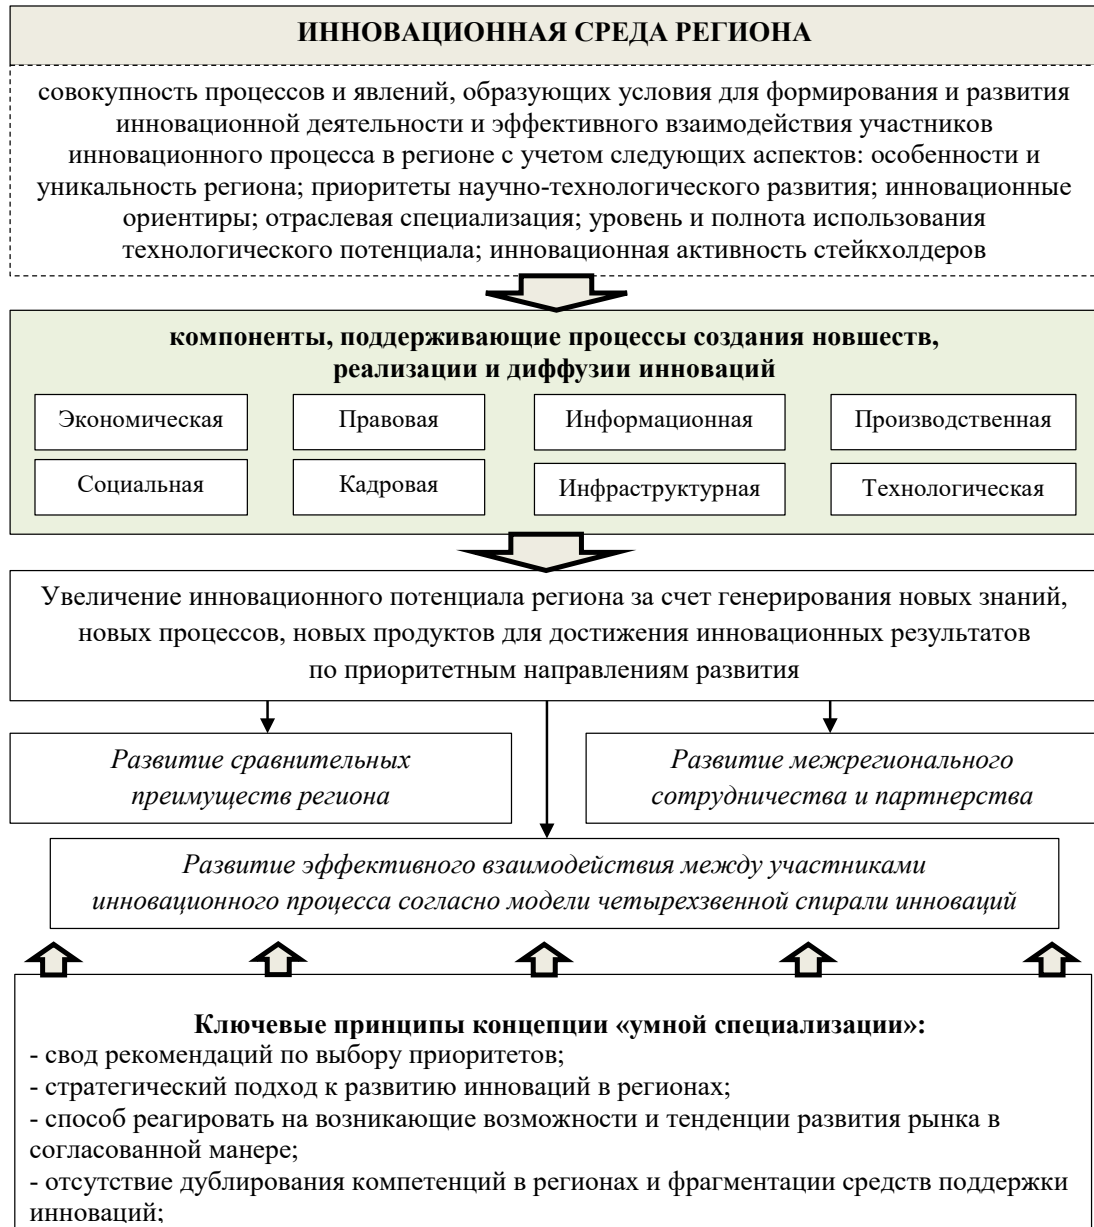 ИННОВАЦИОННАЯ СРЕДА РЕГИОНА
совокупность процессов и явлений, образующих условия для формирования и развития
инновационной деятельности и эффективного взаимодействия участников
инновационного процесса в регионе с учетом следующих аспектов: особенности и
уникальность региона; приоритеты научно-технологического развития; инновационные
ориентиры; отраслевая специализация; уровень и полнота использования
технологического потенциала; инновационная активность стейкхолдеров
компоненты, поддерживающие процессы создания новшеств,
реализации и диффузии инноваций
Экономическая
Правовая
Информационная
Производственная
Социальная
Кадровая
Инфраструктурная
Технологическая
Увеличение инновационного потенциала региона за счет генерирования новых знаний,
новых процессов, новых продуктов для достижения инновационных результатов
по приоритетным направлениям развития
Развитие сравнительных
преимуществ региона
Развитие межрегионального
сотрудничества и партнерства
Развитие эффективного взаимодействия между участниками
инновационного процесса согласно модели четырехзвенной спирали инноваций
Ключевые принципы концепции «умной специализации»:
- свод рекомендаций по выбору приоритетов;
- стратегический подход к развитию инноваций в регионах;
- способ реагировать на возникающие возможности и тенденции развития рынка в
согласованной манере;
- отсутствие дублирования компетенций в регионах и фрагментации средств поддержки
инноваций;